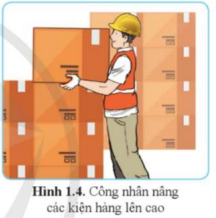 Hình 1.4. Công nhân nâng
các kiện hàng lên cao